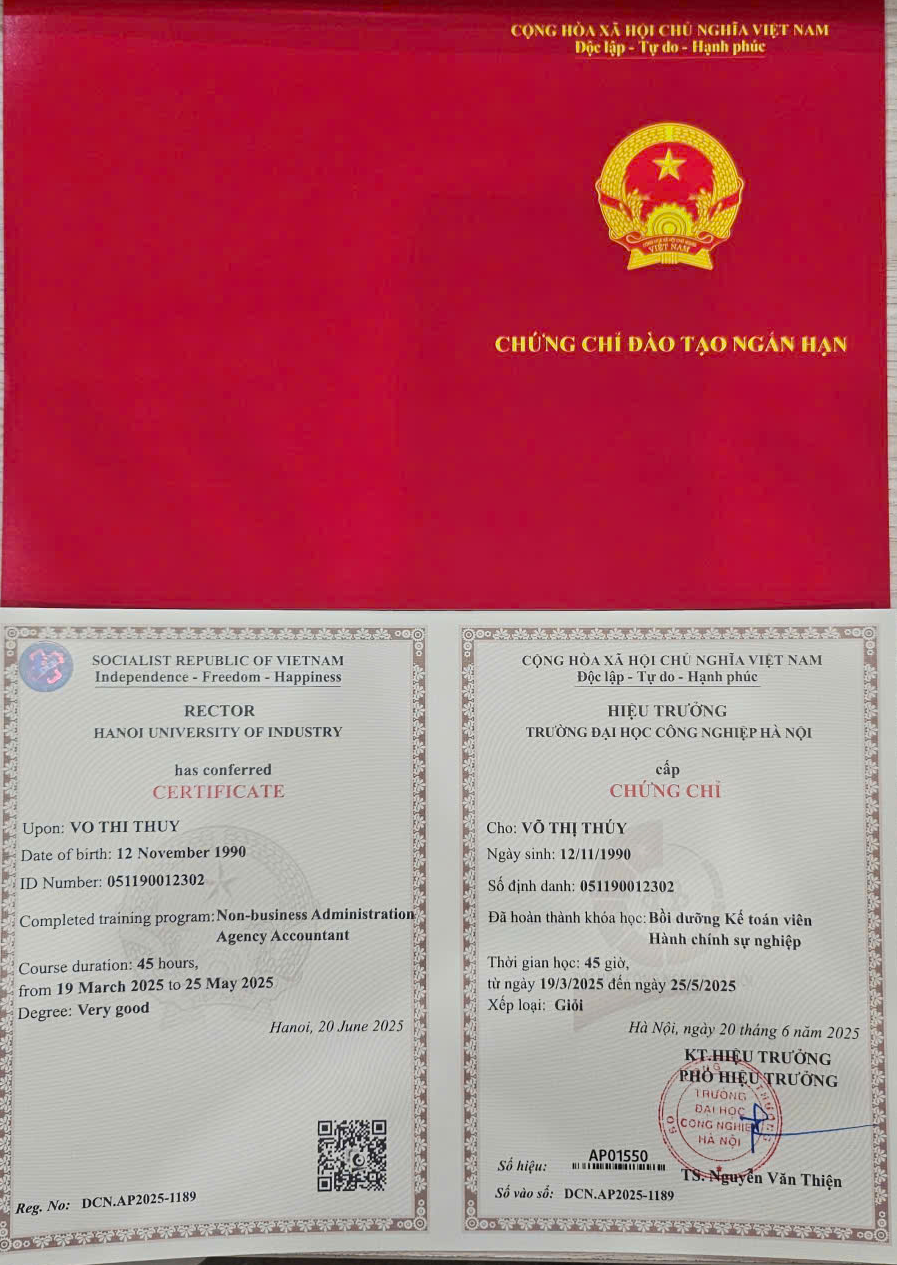 CỘNG HÒA XÃ HỘI CHỦ NGHĨA VIỆT NAM
Độc lập - Tự do - Hạnh phúc
VIỆT NAM
CHỨNG CHỈ ĐÀO TẠO NGẮN HẠN
SOCIALIST REPUBLIC OF VIETNAM
Independence - Freedom - Happiness
RECTOR
HANOI UNIVERSITY OF INDUSTRY
has conferred
CERTIFICATE
Upon: VO THI THUY
Date of birth: 12 November 1990
ID Number: 051190012302
Completed training program: Non-business Administration
Agency Accountant
Course duration: 45 hours,
from 19 March 2025 to 25 May 2025
Degree: Very good
Hanoi, 20 June 2025
Reg. No: DCN.AP2025-1189
CỘNG HÒA XÃ HỘI CHỦ NGHĨA VIỆT NAM
Độc lập - Tự do - Hạnh phúc
HIỆU TRƯỞNG
TRƯỜNG ĐẠI HỌC CÔNG NGHIỆP HÀ NỘI
cấp
CHỨNG CHỈ
Cho: VÕ THỊ THÚY
Ngày sinh: 12/11/1990
Số định danh: 051190012302
Đã hoàn thành khóa học: Bồi dưỡng Kế toán viên
Hành chính sự nghiệp
Thời gian học: 45 giờ,
từ ngày 19/3/2025 đến ngày 25/5/2025
Xếp loại: Giỏi
Hà Nội, ngày 20 tháng 6 năm 2025
KT.HIỆU TRƯỞNG
PHÓ HIỆU TRƯỞNG
TRƯỜNG
ĐẠI HỌC
CÔNG NGHIỆP
HÀ NỘI
TS. Nguyễn Văn Thiện
Số hiệu: AP01550
Số vào sổ: DCN.AP2025-1189